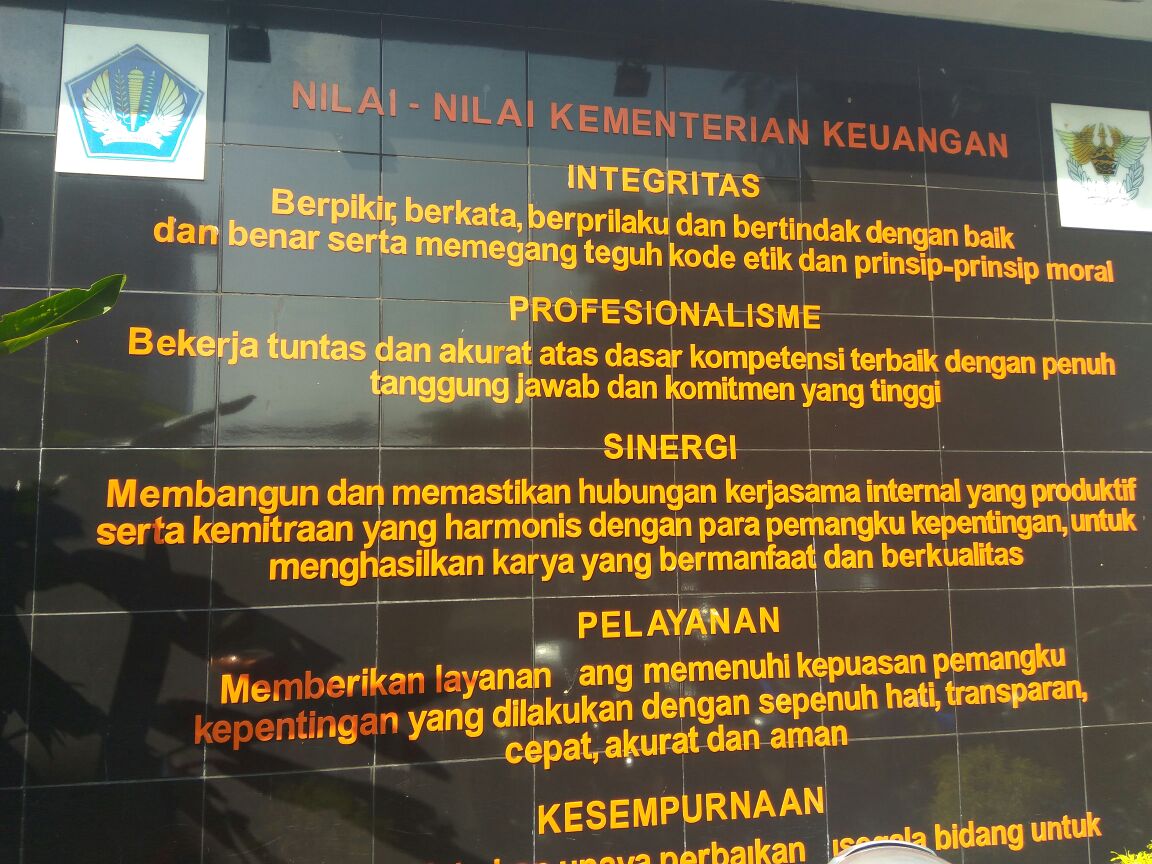 NILAI - NILAI KEMENTERIAN KEUANGAN
INTEGRITAS
Berpikir, berkata, berprilaku dan bertindak dengan baik
dan benar serta memegang teguh kode etik dan prinsip-prinsip moral
PROFESIONALISME
Bekerja tuntas dan akurat atas dasar kompetensi terbaik dengan penuh
tanggung jawab dan komitmen yang tinggi
SINERGI
Membangun dan memastikan hubungan kerjasama internal yang produktif
serta kemitraan yang harmonis dengan para pemangku kepentingan, untuk
menghasilkan karya yang bermanfaat dan berkualitas
PELAYANAN
Memberikan layanan ang memenuhi kepuasan pemangku
kepentingan yang dilakukan dengan sepenuh hati, transparan,
cepat, akurat dan aman
KESEMPURNAAN
upaya perbaikan bidang untuk